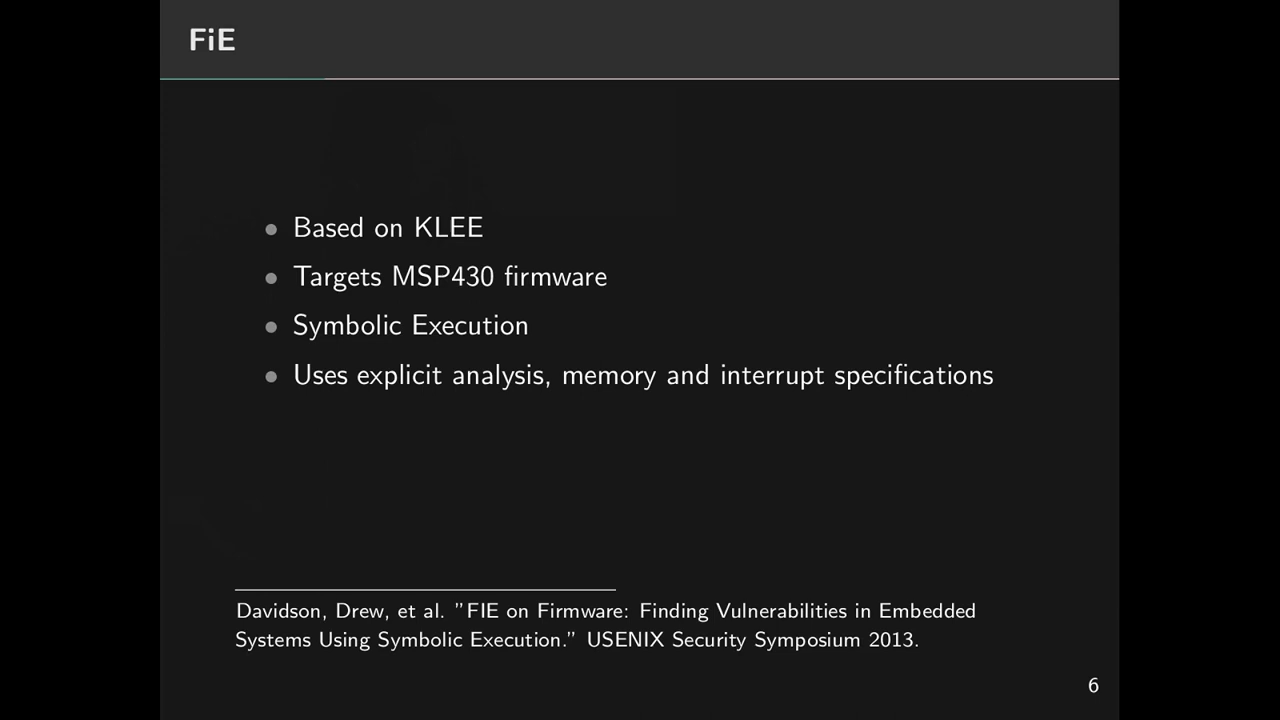 FiE
Based on KLEE
Targets MSP430 firmware
Symbolic Execution
Uses explicit analysis, memory and interrupt specifications
Davidson, Drew, et al. ”FIE on Firmware: Finding Vulnerabilities in Embedded
Systems Using Symbolic Execution.” USENIX Security Symposium 2013.
6